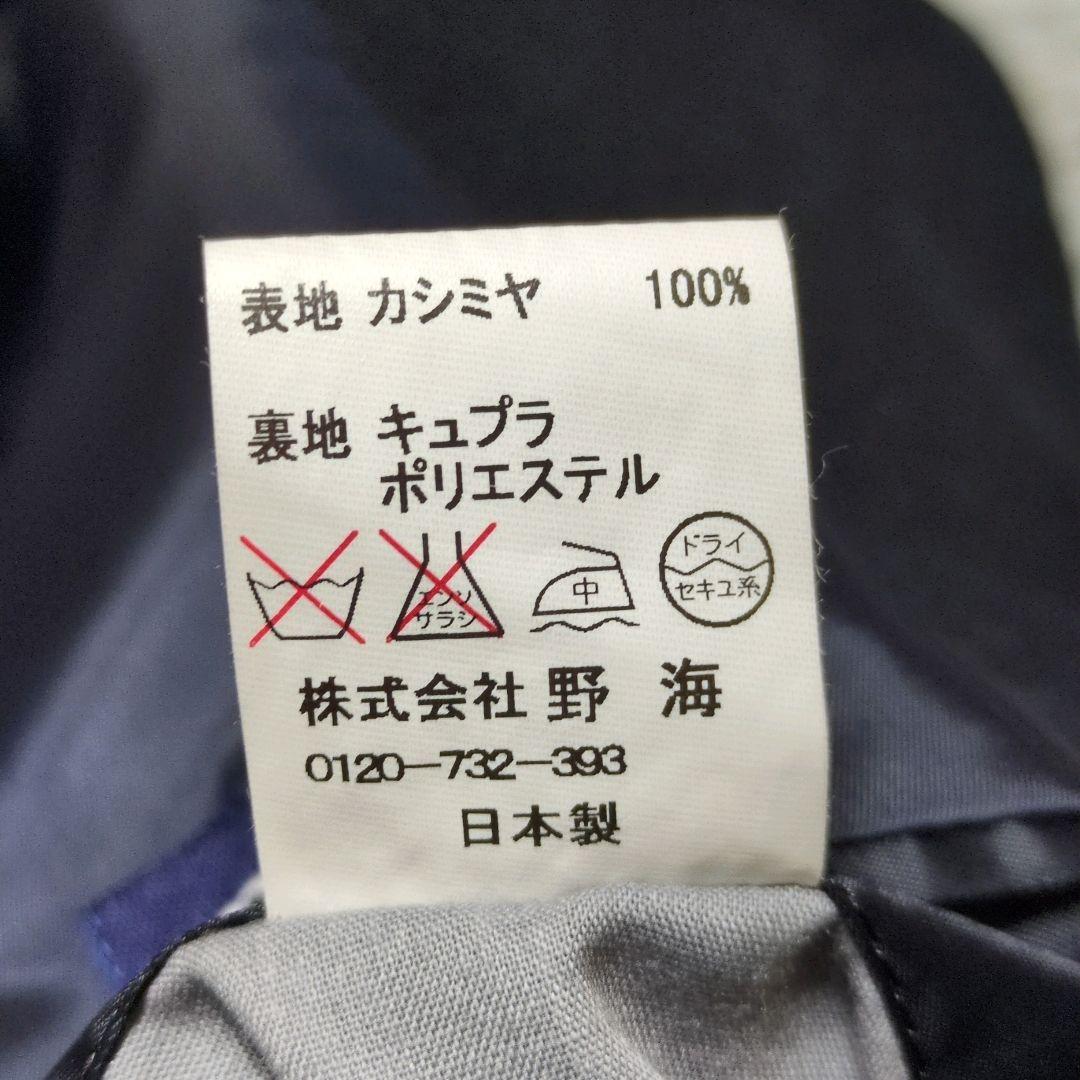 表地 カシミヤ 100%
裏地 キュプラ
ポリエステル
エンソ
サラシ
中
ドライ
セキユ系
株式会社 野 海
0120-732-393
日本製